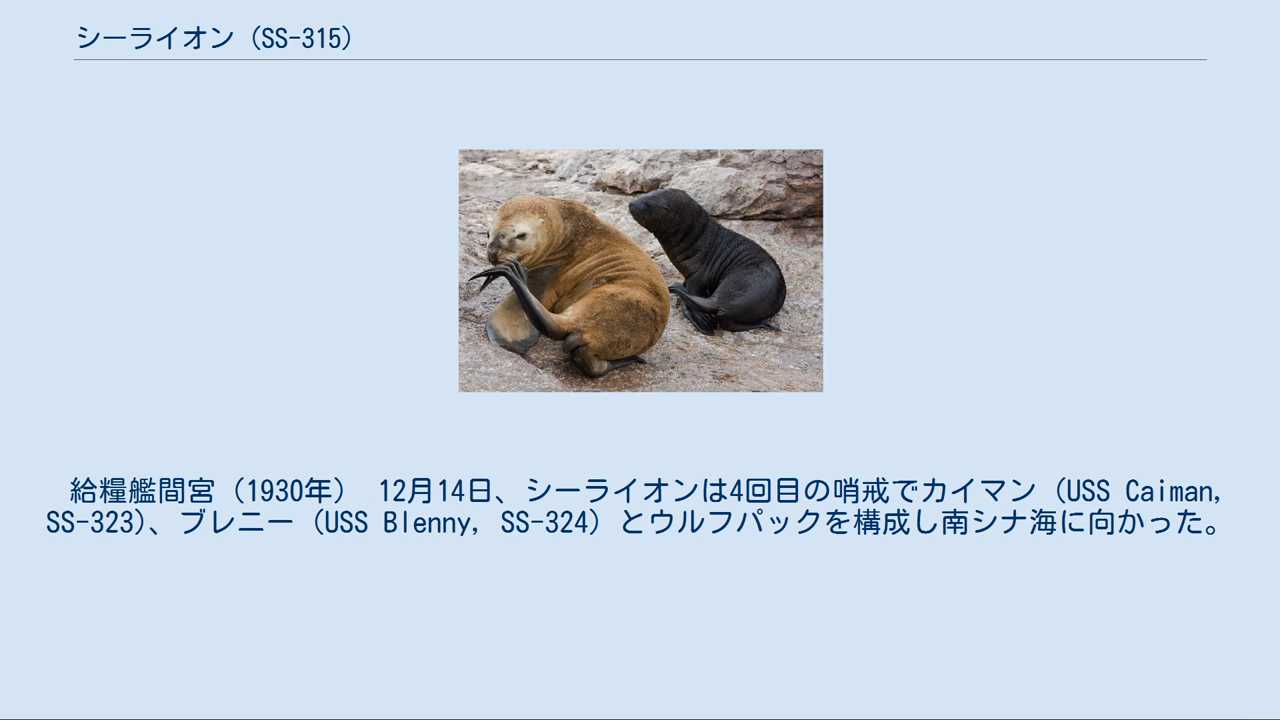 シーライオン（SS-315）
給糧艦間宮（1930年） 12月14日、シーライオンは4回目の哨戒でカイマン（USS Caiman,
SS-323)、ブレニー（USS Blenny, SS-324）とウルフパックを構成し南シナ海に向かった。